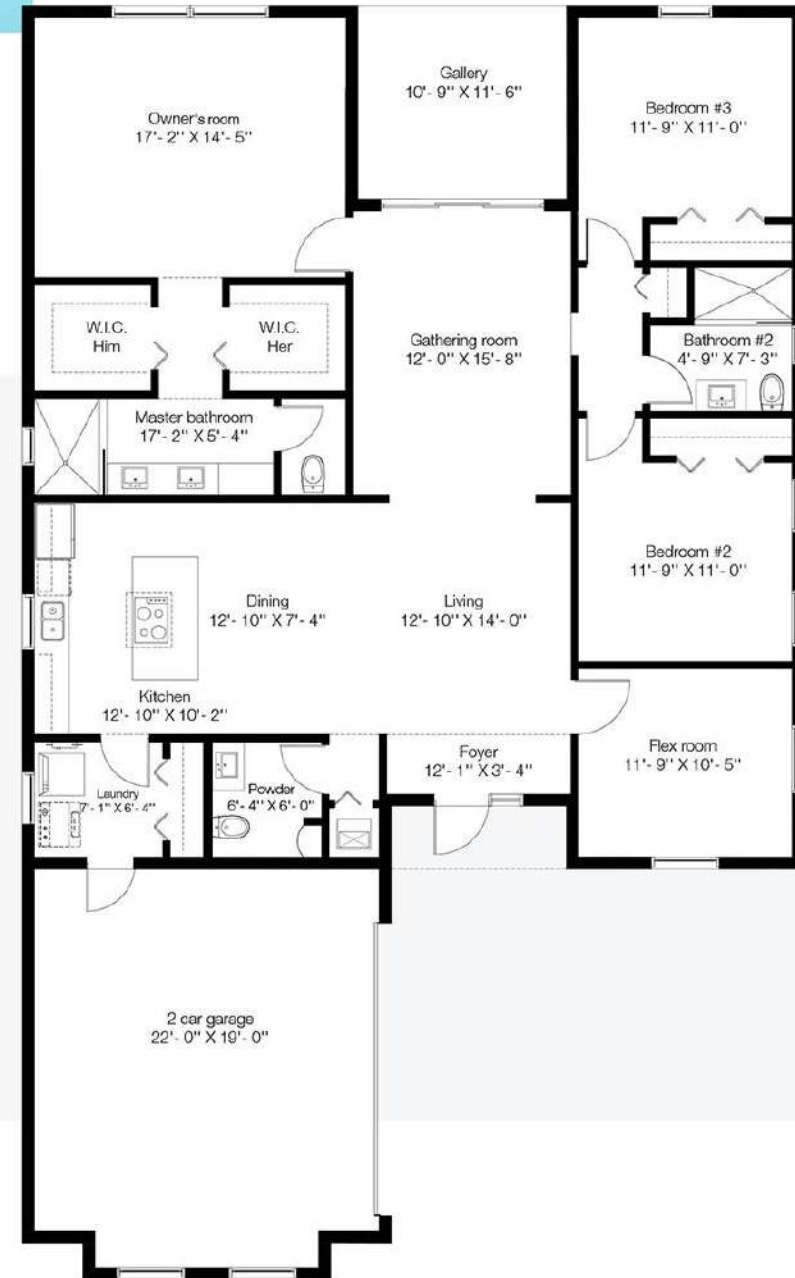 Gallery
10'- 9" X 11'- 6"
Owner's room
17'- 2" X 14'- 5"
Bedroom #3
11'- 9" X 11'- 0"
W.I.C.
Him
W.I.C.
Her
Gathering room
12'- 0" X 15'- 8"
Bathroom #2
4'- 9" X 7'- 3"
Master bathroom
17'- 2" X 5'- 4"
Bedroom #2
11'- 9" X 11'- 0"
Dining
12'- 10" X 7'- 4"
Living
12'- 10" X 14'- 0"
Kitchen
12'- 10" X 10'- 2"
Foyer
12'- 1" X 3'- 4"
Flex room
11'- 9" X 10'- 5"
Laundry
7'- 1" X 6'- 4"
Powder
6'- 4" X 6'- 0"
2 car garage
22'- 0" X 19'- 0"